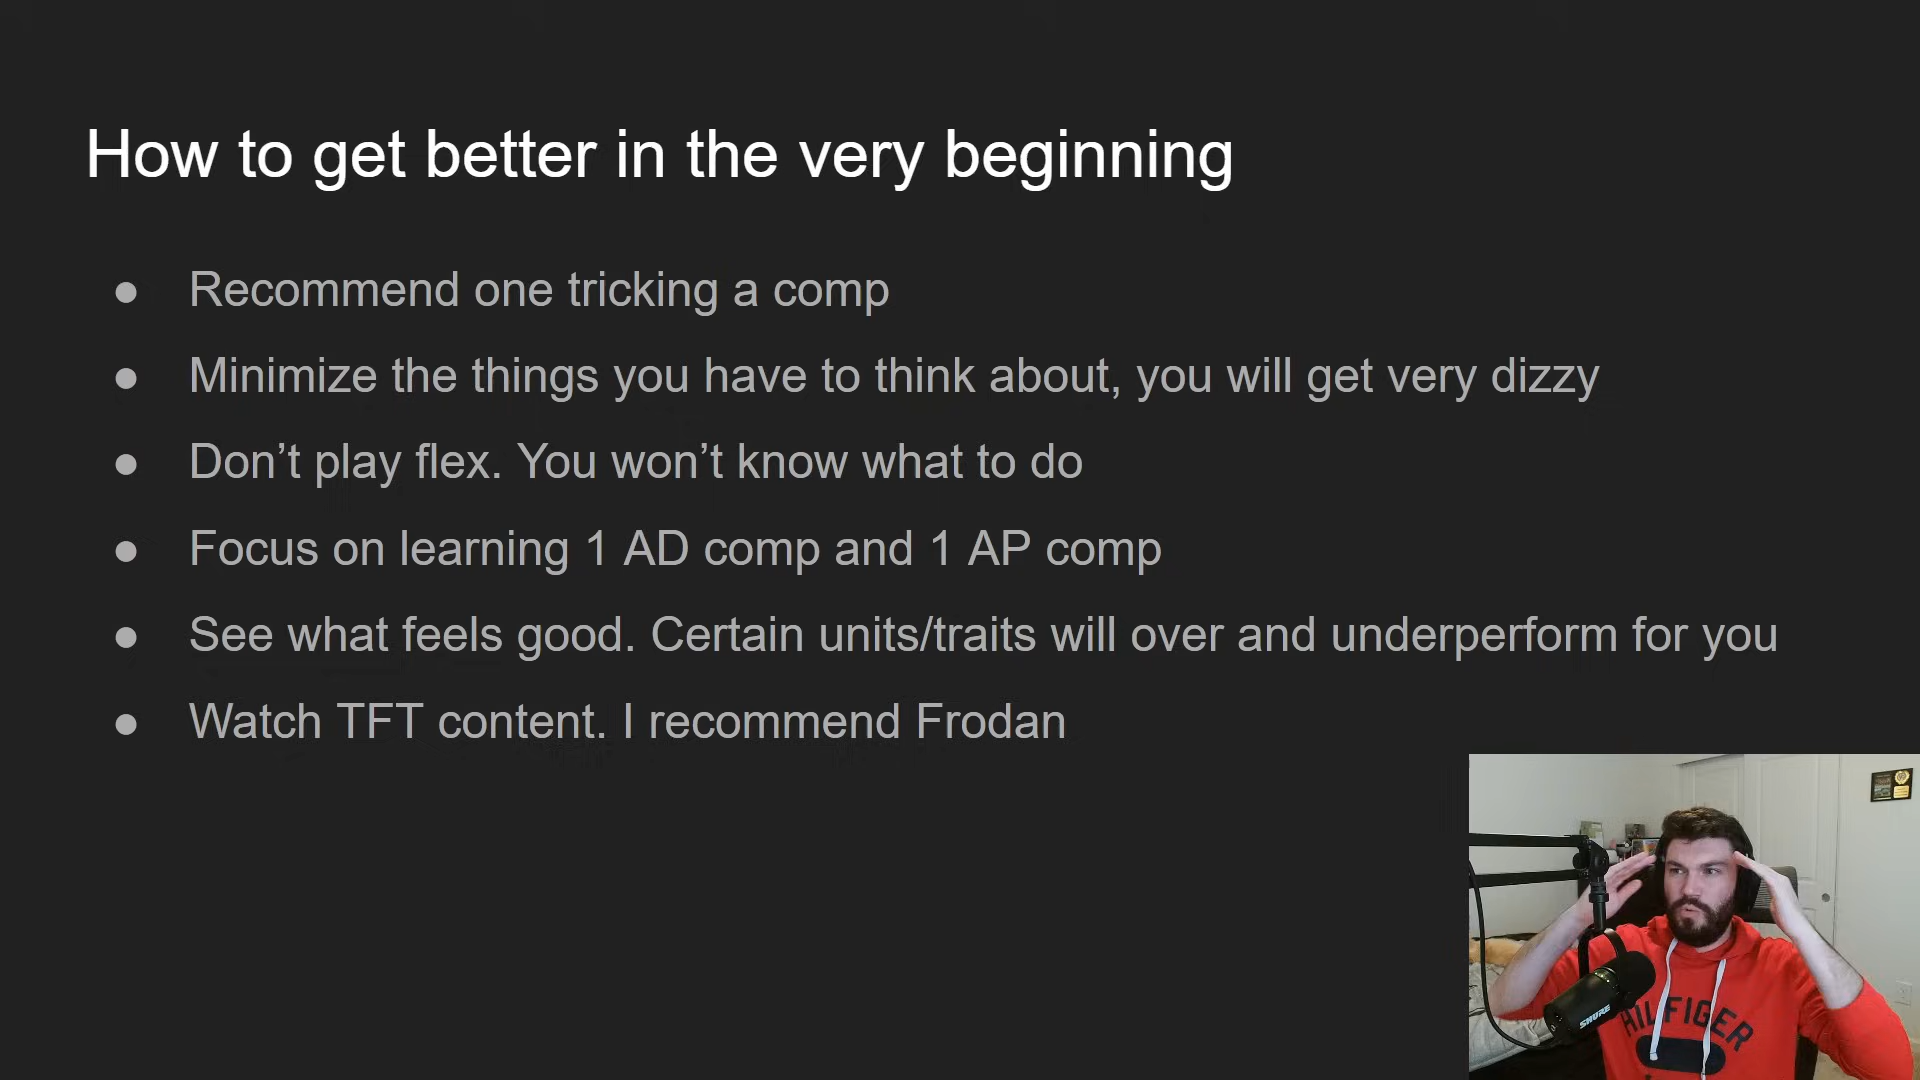 How to get better in the very beginning
● Recommend one tricking a comp
● Minimize the things you have to think about, you will get very dizzy
● Don’t play flex. You won’t know what to do
● Focus on learning 1 AD comp and 1 AP comp
● See what feels good. Certain units/traits will over and underperform for you
● Watch TFT content. I recommend Frodan
SHURE
HILFIGER